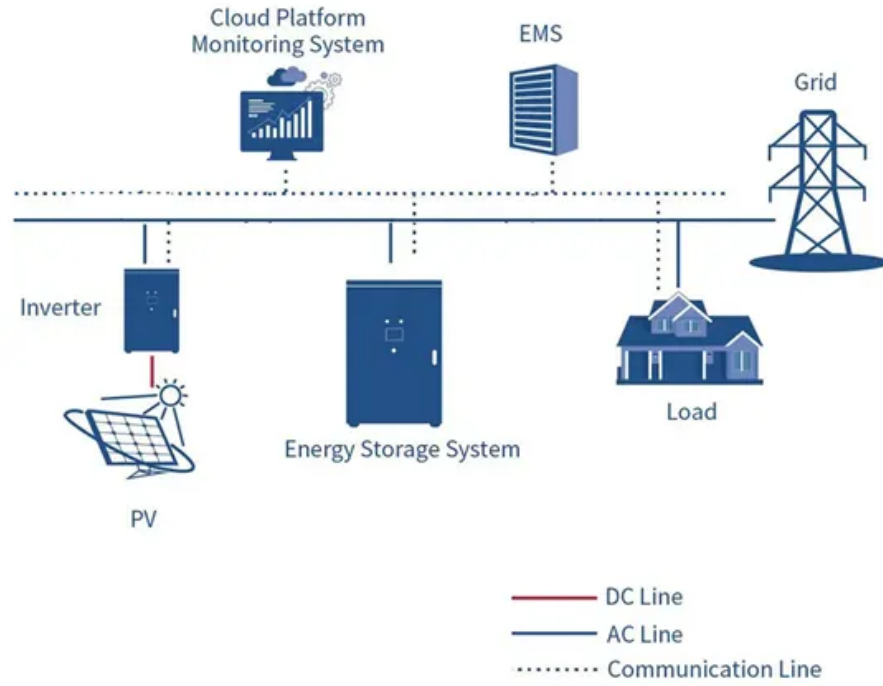 Cloud Platform
Monitoring System
EMS
Grid
Inverter
Load
Energy Storage System
PV
DC Line
AC Line
Communication Line